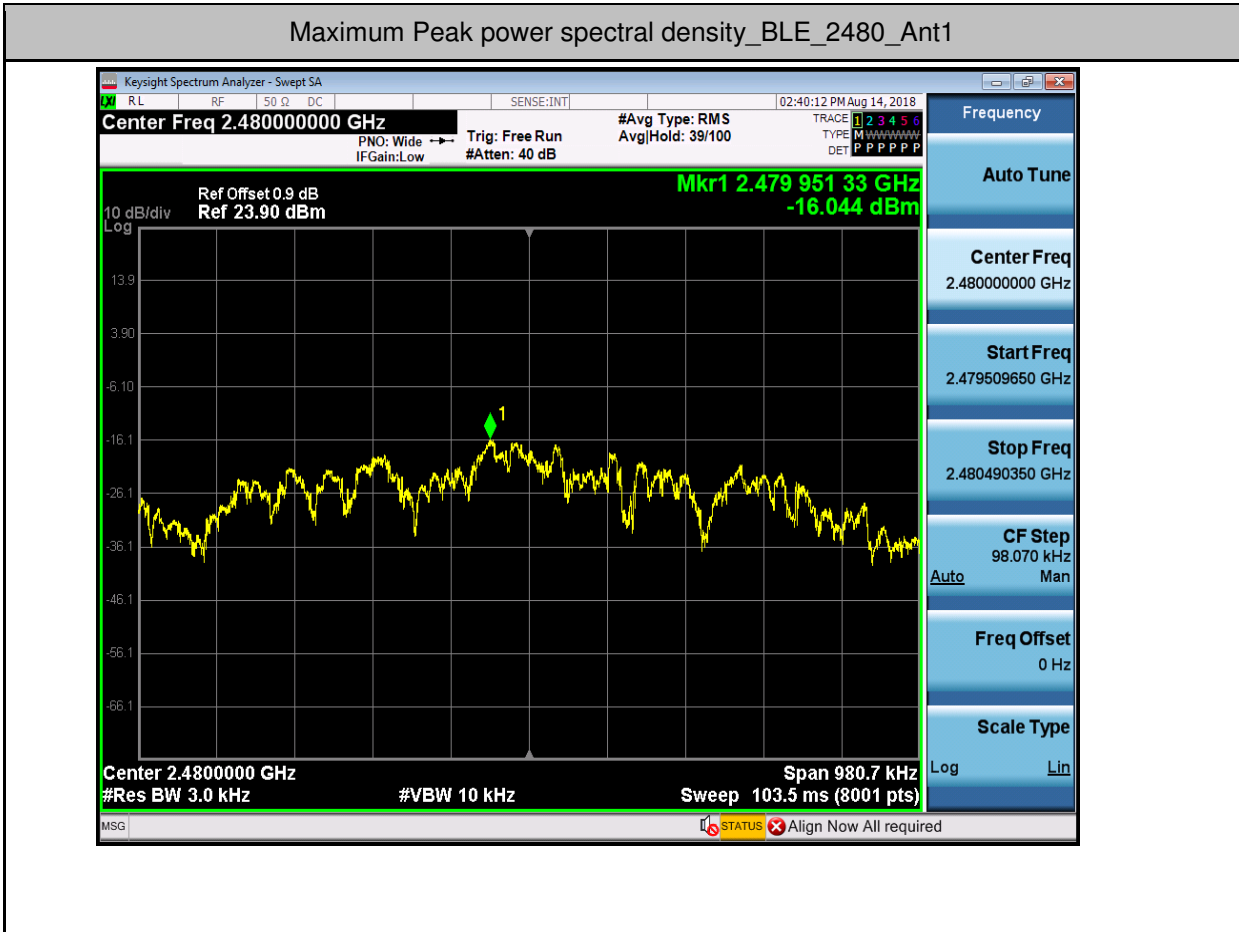 Maximum Peak power spectral density_BLE_2480_Ant1
Keysight Spectrum Analyzer - Swept SA
LXI RL RF 50 Ω DC SENSE:INT 02:40:12 PM Aug 14, 2018
Center Freq 2.480000000 GHz
PNO: Wide
IFGain:Low
Trig: Free Run
#Atten: 40 dB
#Avg Type: RMS
Avg|Hold: 39/100
TRACE 1 2 3 4 5 6
TYPE M WWWWW
DET P P P P P P
Mkr1 2.479 951 33 GHz
-16.044 dBm
Ref Offset 0.9 dB
10 dB/div Ref 23.90 dBm
Log
13.9
3.90
-6.10
1
-16.1
-26.1
-36.1
-46.1
-56.1
-66.1
Center 2.4800000 GHz Span 980.7 kHz
#Res BW 3.0 kHz #VBW 10 kHz Sweep 103.5 ms (8001 pts)
Frequency
Auto Tune
Center Freq
2.480000000 GHz
Start Freq
2.479509650 GHz
Stop Freq
2.480490350 GHz
CF Step
98.070 kHz
Auto Man
Freq Offset
0 Hz
Scale Type
Log Lin
MSG STATUS Align Now All required